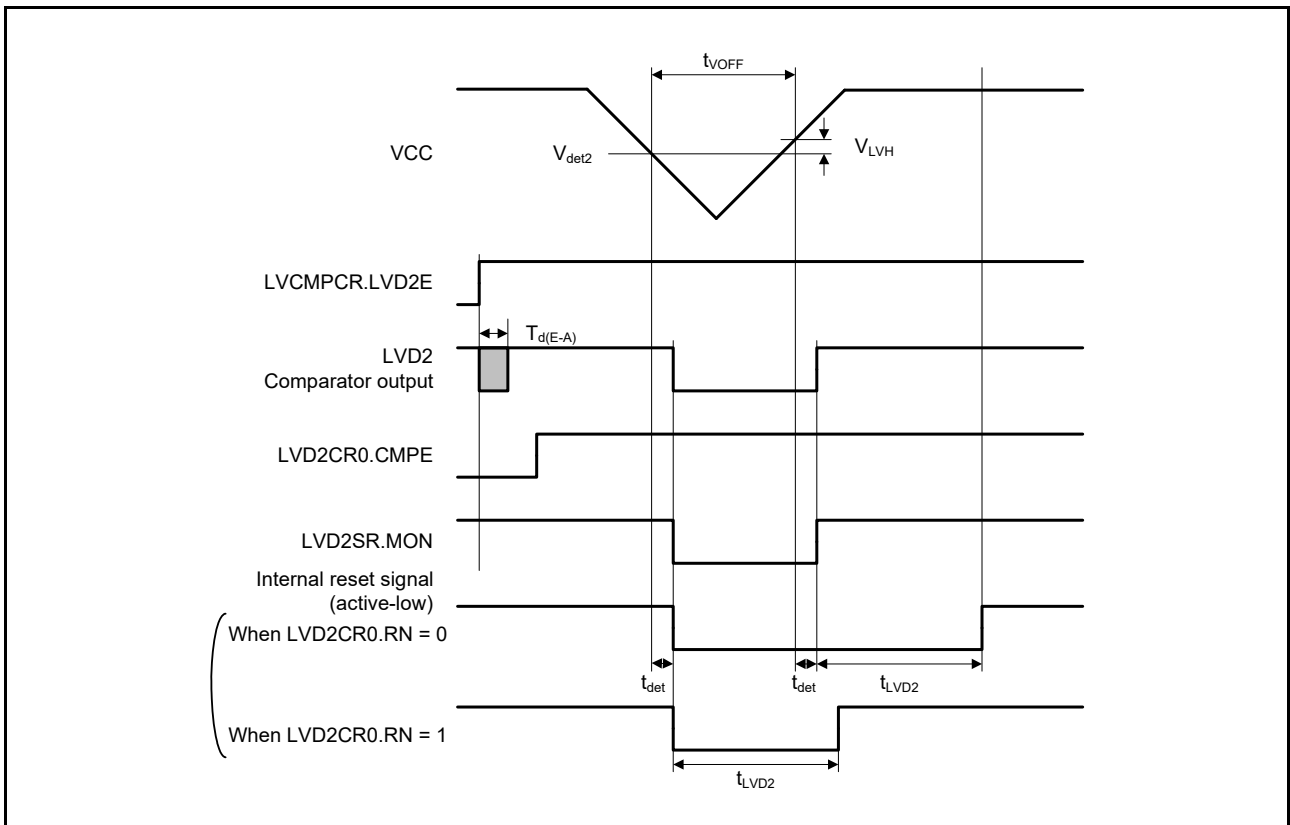 tVOFF
VCC
Vdet2
VLVH
LVCMPCR.LVD2E
Td(E-A)
LVD2
Comparator output
LVD2CR0.CMPE
LVD2SR.MON
Internal reset signal
(active-low)
When LVD2CR0.RN = 0
tdet
tdet
tLVD2
When LVD2CR0.RN = 1
tLVD2